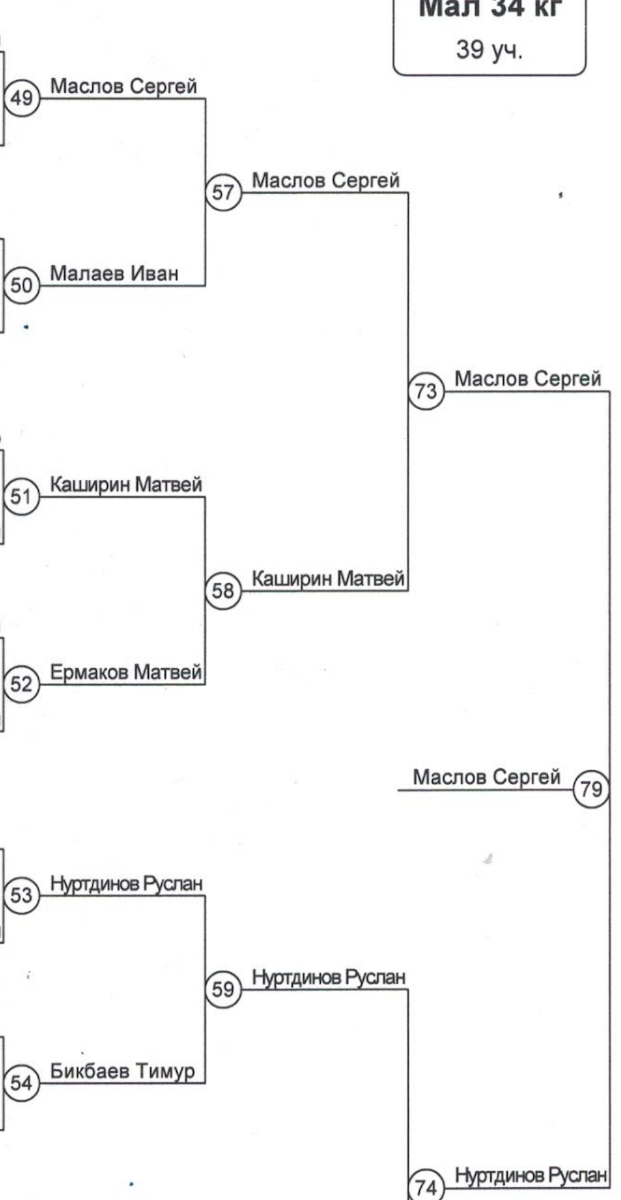 Мал 34 кг
39 уч.
49 Маслов Сергей
57 Маслов Сергей
50 Малаев Иван
73 Маслов Сергей
51 Каширин Матвей
58 Каширин Матвей
52 Ермаков Матвей
Маслов Сергей 79
53 Нуртдинов Руслан
59 Нуртдинов Руслан
54 Бикбаев Тимур
74 Нуртдинов Руслан